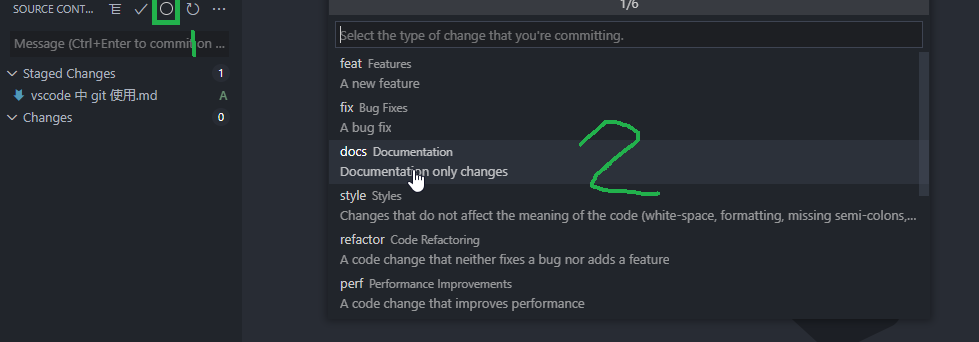 SOURCE CONT...
1/6
Message (Ctrl+Enter to commit on ...
1
Select the type of change that you're committing.
Staged Changes 1
vscode 中 git 使用.md A
Changes 0
feat Features
A new feature
fix Bug Fixes
A bug fix
docs Documentation
Documentation only changes
2
style Styles
Changes that do not affect the meaning of the code (white-space, formatting, missing semi-colons,...
refactor Code Refactoring
A code change that neither fixes a bug nor adds a feature
perf Performance Improvements
A code change that improves performance